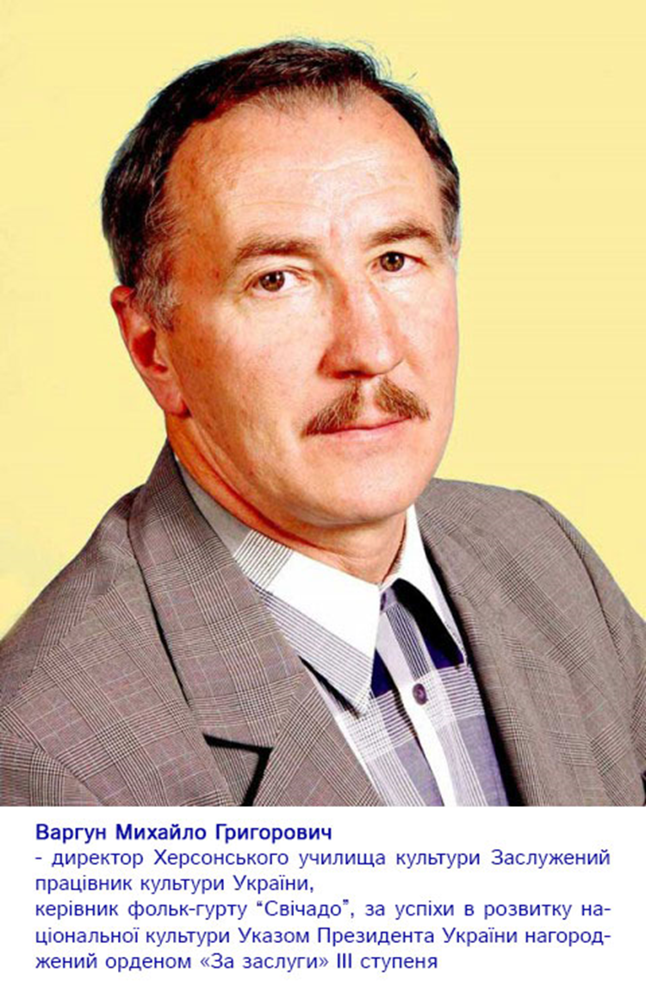 Варгун Михайло Григорович
- директор Херсонського училища культури Заслужений
працівник культури України,
керівник фольк-гурту “Свічадо”, за успіхи в розвитку на-
ціональної культури Указом Президента України нагород-
жений орденом «За заслуги» III ступеня